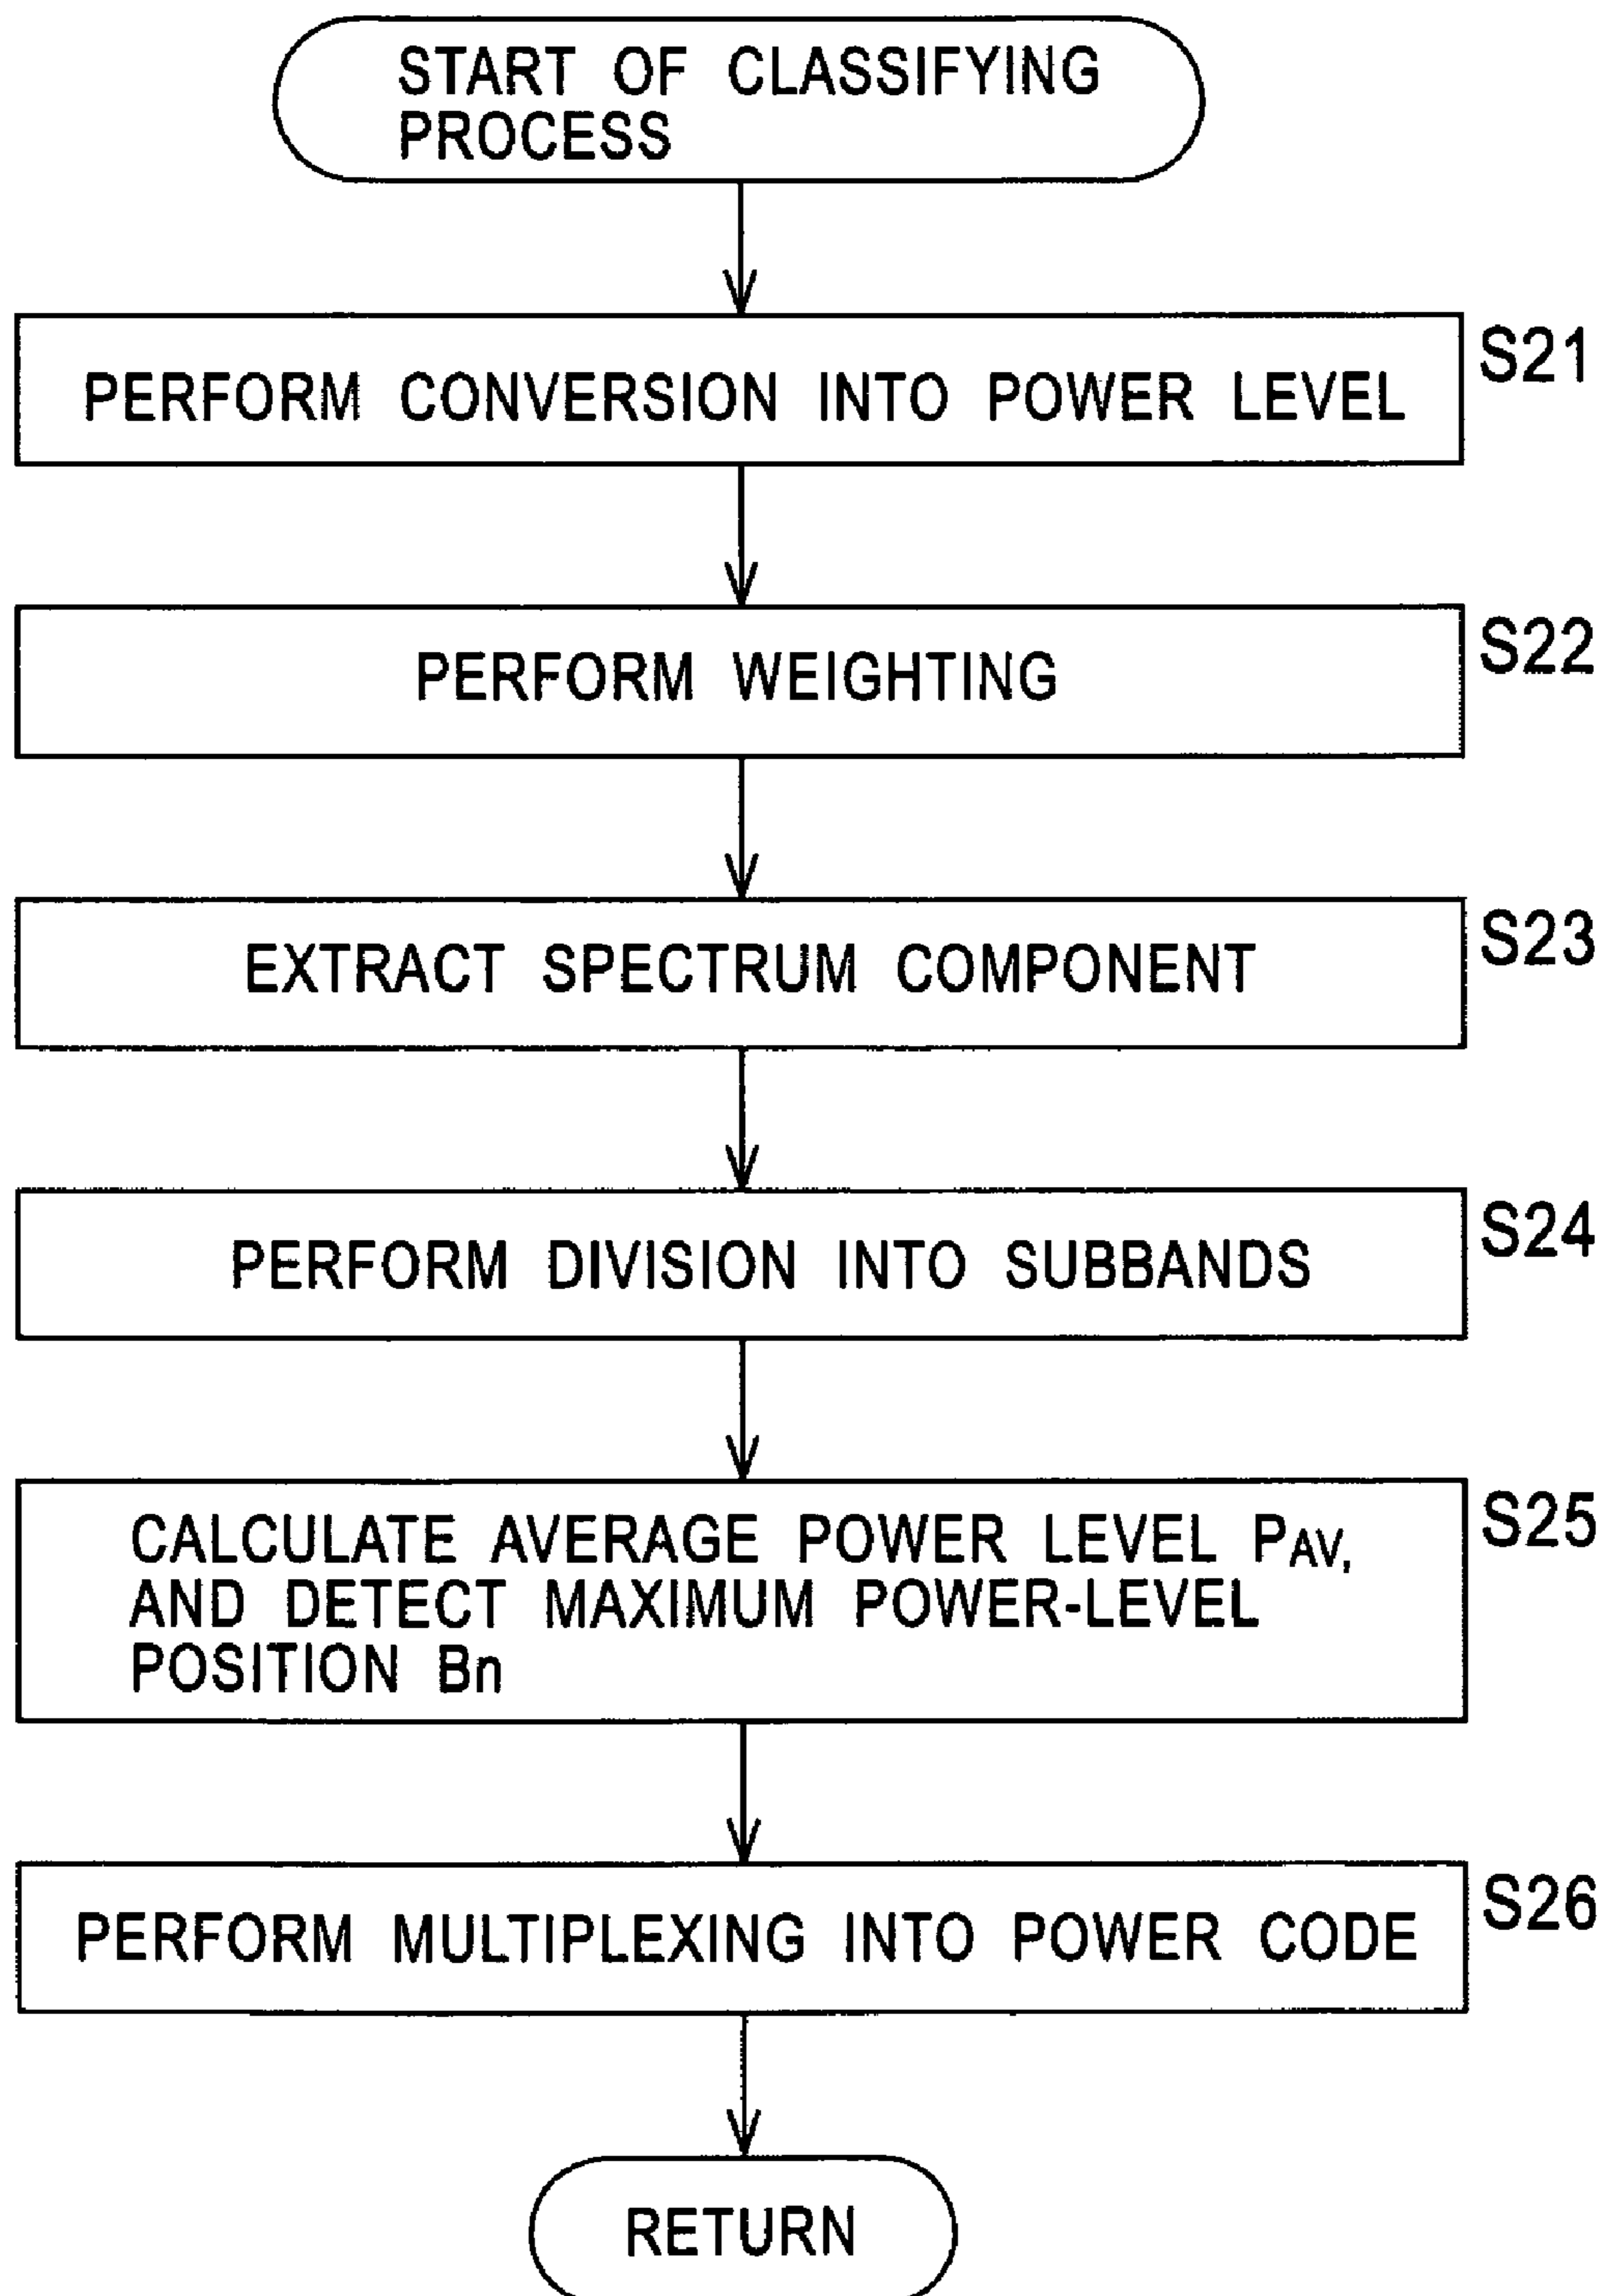 START OF CLASSIFYING
PROCESS
S21
PERFORM CONVERSION INTO POWER LEVEL
S22
PERFORM WEIGHTING
S23
EXTRACT SPECTRUM COMPONENT
S24
PERFORM DIVISION INTO SUBBANDS
S25
CALCULATE AVERAGE POWER LEVEL PAV,
AND DETECT MAXIMUM POWER-LEVEL
POSITION Bn
S26
PERFORM MULTIPLEXING INTO POWER CODE
RETURN